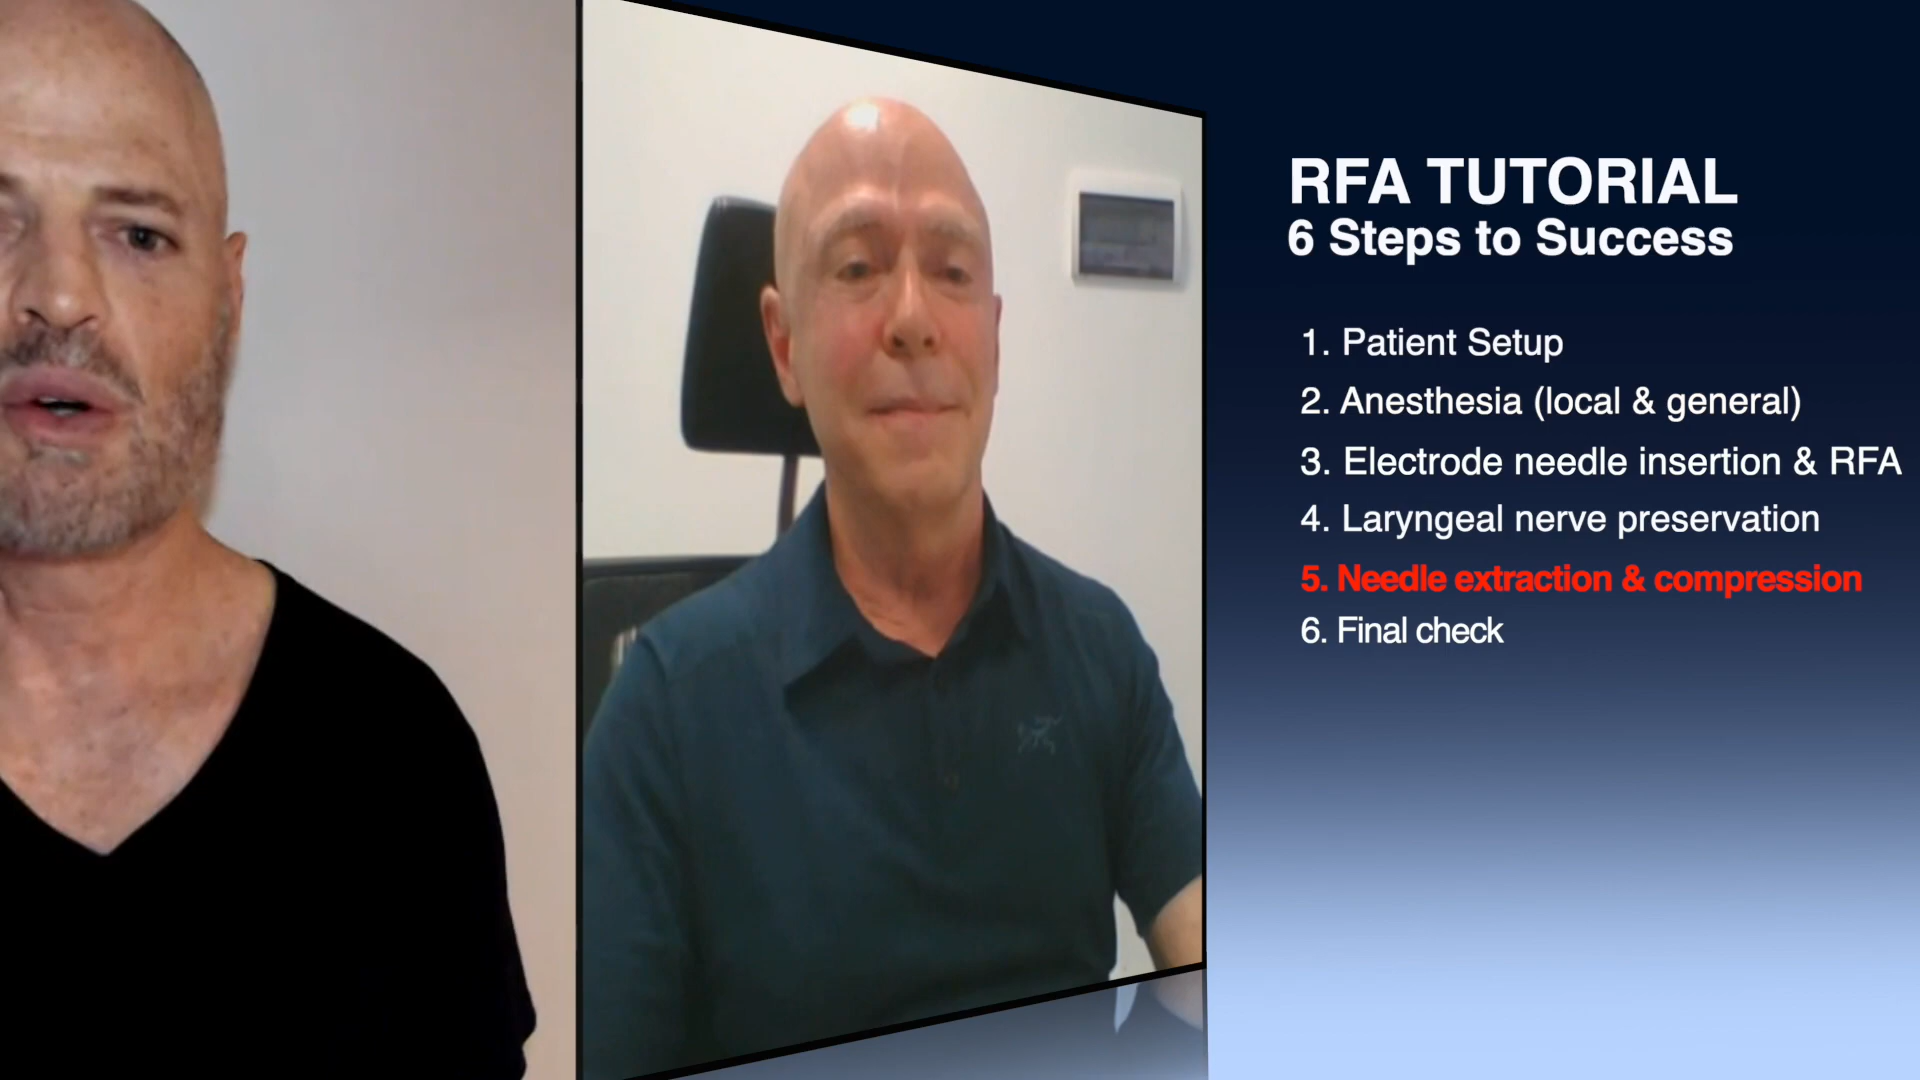 RFA TUTORIAL
6 Steps to Success
1. Patient Setup
2. Anesthesia (local & general)
3. Electrode needle insertion & RFA
4. Laryngeal nerve preservation
5. Needle extraction & compression
6. Final check